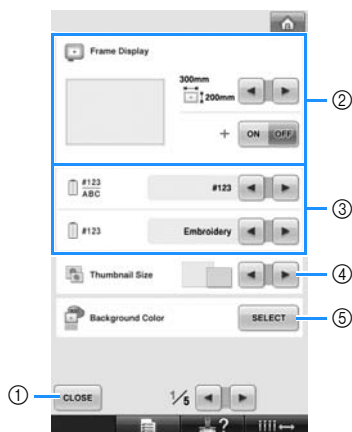 Frame Display
300mm
200mm
+ ON OFF
②
#123
ABC
#123
③
#123
Embroidery
Thumbnail Size
④
Background Color
SELECT
⑤
①
CLOSE
1/5
?